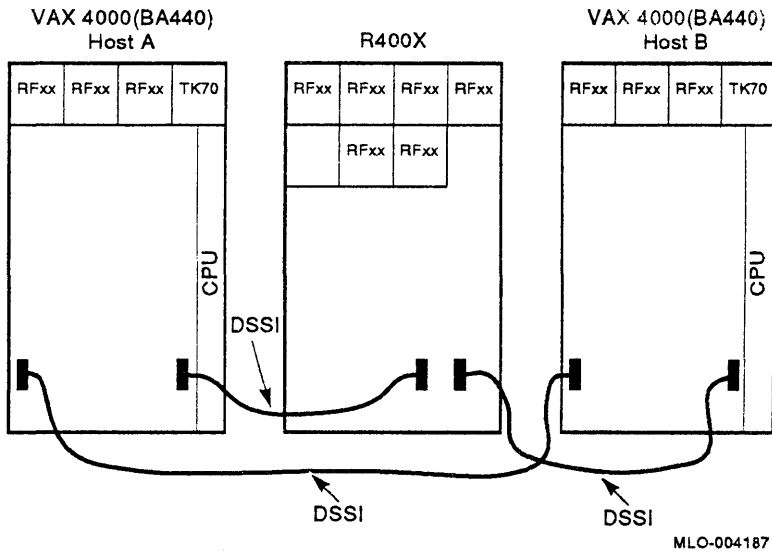 VAX 4000(BA440)
Host A
R400X
VAX 4000(BA440)
Host B
RFxx RFxx RFxx TK70
RFxx RFxx RFxx RFxx
RFxx RFxx RFxx TK70
RFxx RFxx
CPU
CPU
DSSI
DSSI
DSSI
MLO-004187